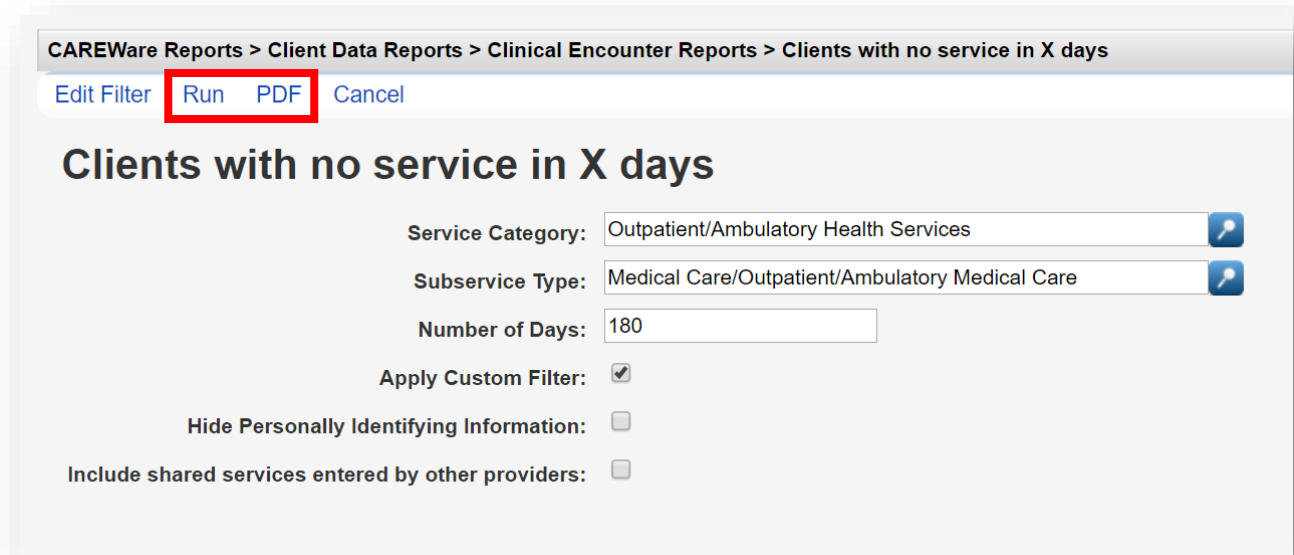 CAREWare Reports > Client Data Reports > Clinical Encounter Reports > Clients with no service in X days
Edit Filter Run PDF Cancel
Clients with no service in X days
Service Category: Outpatient/Ambulatory Health Services
Subservice Type: Medical Care/Outpatient/Ambulatory Medical Care
Number of Days: 180
Apply Custom Filter:
Hide Personally Identifying Information:
Include shared services entered by other providers: